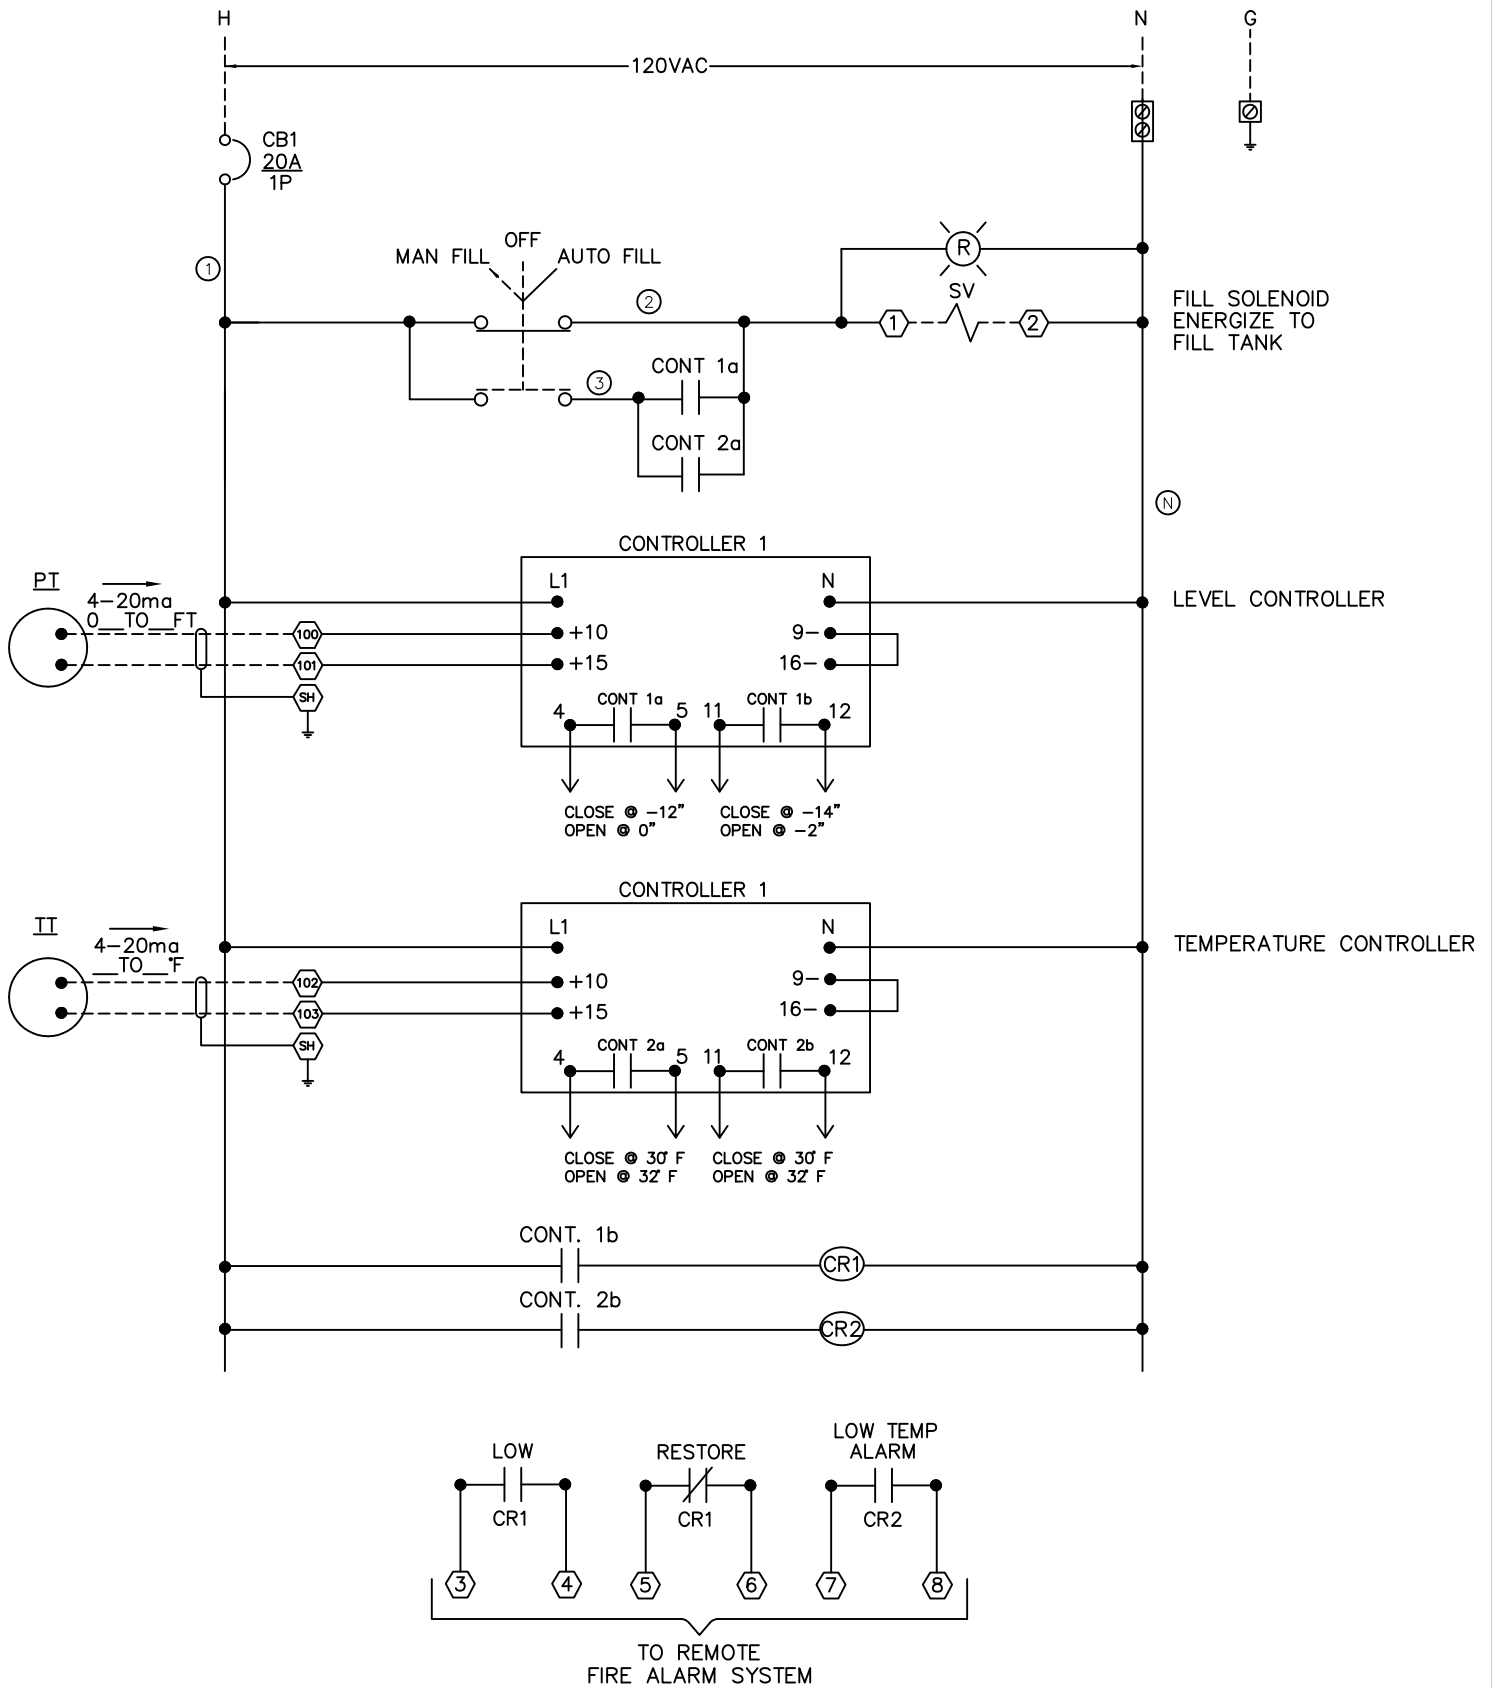 H
N
G
120VAC
CB1
20A
1P
OFF
MAN FILL
AUTO FILL
R
1
2
SV
1
2
FILL SOLENOID
ENERGIZE TO
FILL TANK
3
CONT 1a
CONT 2a
N
CONTROLLER 1
PT
4-20ma
0__TO__FT
L1
N
LEVEL CONTROLLER
100
+10
9-
101
+15
16-
SH
CONT 1a
CONT 1b
4
5
11
12
CLOSE @ -12"
OPEN @ 0"
CLOSE @ -14"
OPEN @ -2"
CONTROLLER 1
TT
4-20ma
__TO__°F
L1
N
TEMPERATURE CONTROLLER
102
+10
9-
103
+15
16-
SH
CONT 2a
CONT 2b
4
5
11
12
CLOSE @ 30° F
OPEN @ 32° F
CLOSE @ 30° F
OPEN @ 32° F
CONT. 1b
CR1
CONT. 2b
CR2
LOW
RESTORE
LOW TEMP
ALARM
CR1
CR1
CR2
3
4
5
6
7
8
TO REMOTE
FIRE ALARM SYSTEM